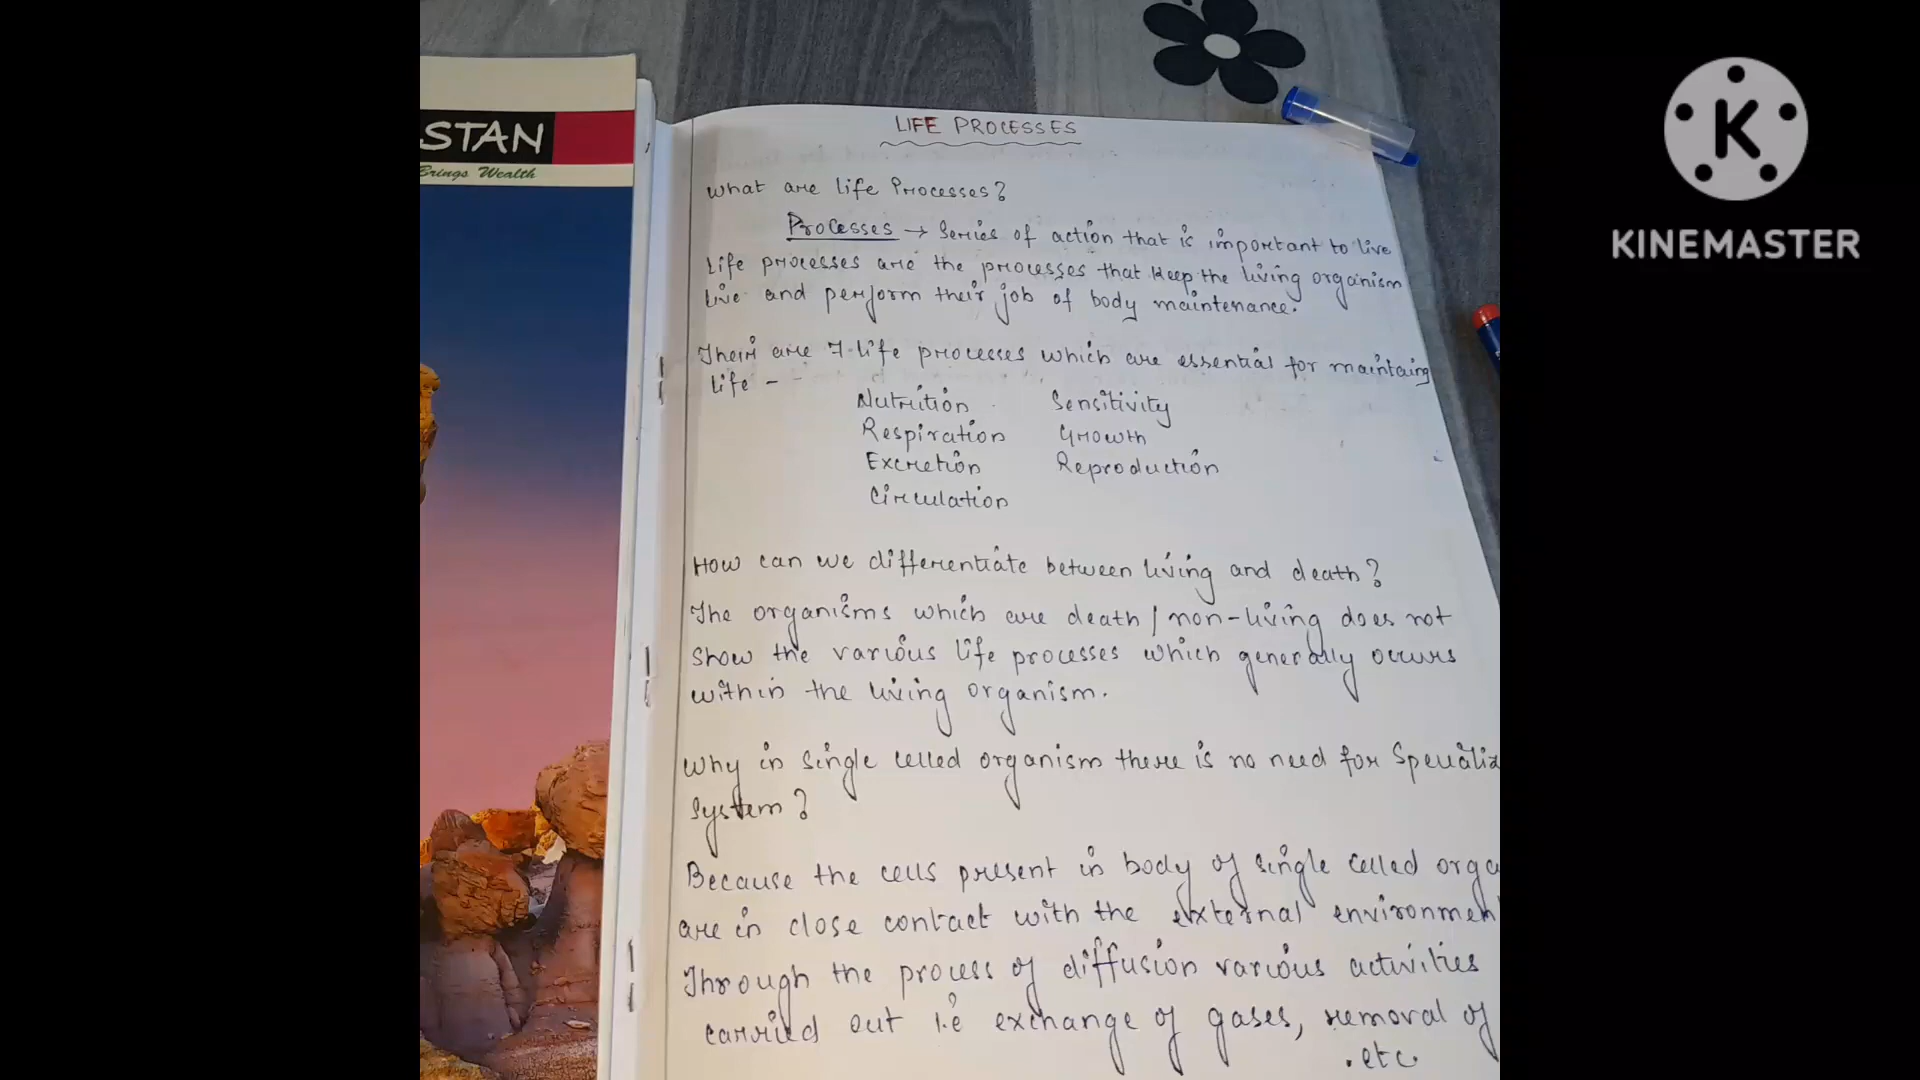 STAN
Brings Wealth
LIFE PROCESSES
What are life Processes?
Processes → Series of action that is important to live
Life processes are the processes that keep the living organism
live and perform their job of body maintenance.
Their are 7 life processes which are essential for maintaing
life - -
Nutrition Sensitivity
Respiration Growth
Excretion Reproduction
Circulation
How can we differentiate between living and death?
The organisms which are death / non-living does not
show the various life processes which generally occurs
within the living organism.
Why in single celled organism there is no need for Specializ
system?
Because the cells present in body of single celled orga
are in close contact with the external environmen
Through the process of diffusion various activities
carried out i.e exchange of gases, removal of
.etc.
K
KINEMASTER